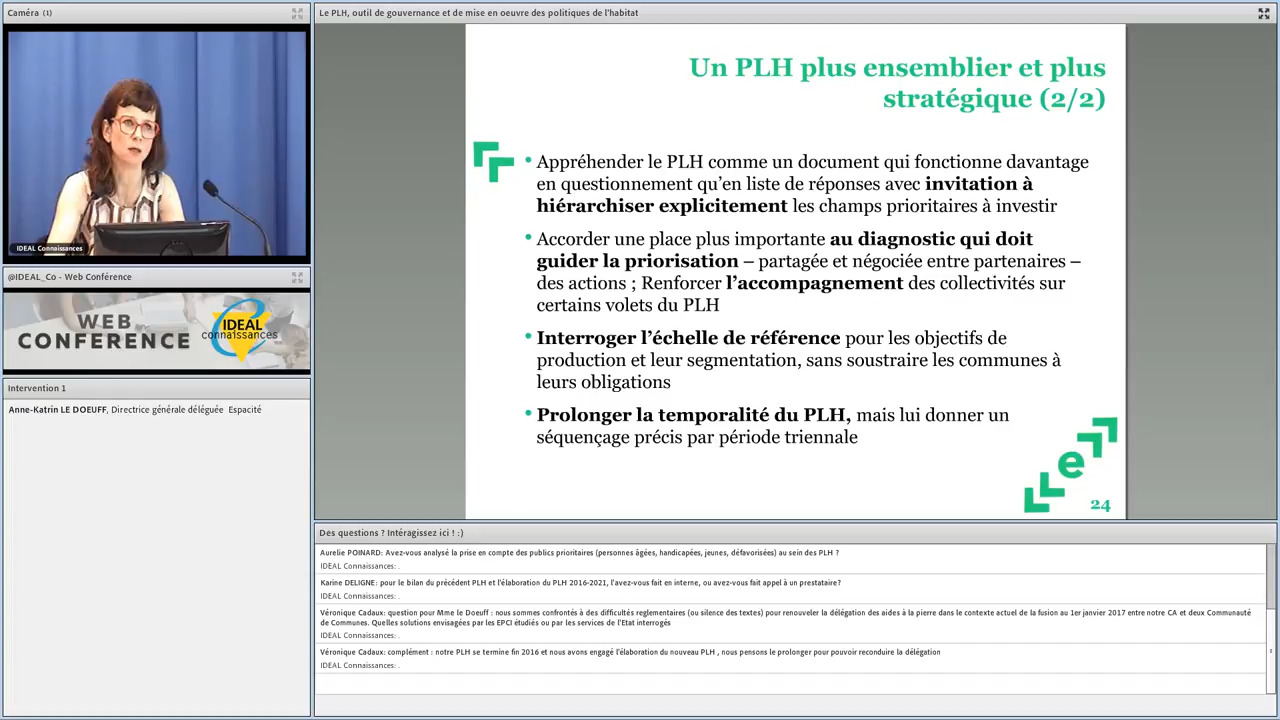 Caméra (1)
IDEAL Connaissances
@IDEAL_Co - Web Conférence
WEB
CONFERENCE
IDEAL
connaissances
Intervention 1
Anne-Katrin LE DOEUFF, Directrice générale déléguée Espacité
Le PLH, outil de gouvernance et de mise en oeuvre des politiques de l'habitat
Un PLH plus ensemblier et plus
stratégique (2/2)
• Appréhender le PLH comme un document qui fonctionne davantage
en questionnement qu'en liste de réponses avec invitation à
hiérarchiser explicitement les champs prioritaires à investir
• Accorder une place plus importante au diagnostic qui doit
guider la priorisation – partagée et négociée entre partenaires –
des actions ; Renforcer l'accompagnement des collectivités sur
certains volets du PLH
• Interroger l'échelle de référence pour les objectifs de
production et leur segmentation, sans soustraire les communes à
leurs obligations
• Prolonger la temporalité du PLH, mais lui donner un
séquençage précis par période triennale
e
24
Des questions ? Intéragissez ici ! :)
Aurelie POINARD: Avez-vous analysé la prise en compte des publics prioritaires (personnes âgées, handicapées, jeunes, défavorisées) au sein des PLH ?
IDEAL Connaissances: .
Karine DELIGNE: pour le bilan du précédent PLH et l'élaboration du PLH 2016-2021, l'avez-vous fait en interne, ou avez-vous fait appel à un prestataire?
IDEAL Connaissances: .
Véronique Cadaux: question pour Mme le Doeuff : nous sommes confrontés à des difficultés reglementaires (ou silence des textes) pour renouveler la délégation des aides à la pierre dans le contexte actuel de la fusion au 1er janvier 2017 entre notre CA et deux Communauté
de Communes. Quelles solutions envisagées par les EPCI étudiés ou par les services de l'Etat interrogés
IDEAL Connaissances: .
Véronique Cadaux: complément : notre PLH se termine fin 2016 et nous avons engagé l'élaboration du nouveau PLH , nous pensons le prolonger pour pouvoir reconduire la délégation
IDEAL Connaissances: .